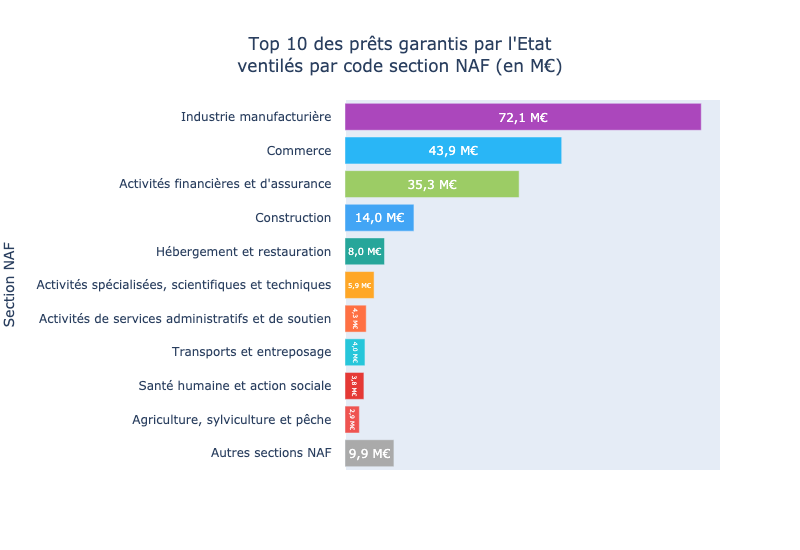 Top 10 des prêts garantis par l'Etat
ventilés par code section NAF (en M€)
Section NAF
Industrie manufacturière 72,1 M€
Commerce 43,9 M€
Activités financières et d'assurance 35,3 M€
Construction 14,0 M€
Hébergement et restauration 8,0 M€
Activités spécialisées, scientifiques et techniques 5,9 M€
Activités de services administratifs et de soutien 4,3 M€
Transports et entreposage 4,0 M€
Santé humaine et action sociale 3,8 M€
Agriculture, sylviculture et pêche 2,9 M€
Autres sections NAF 9,9 M€